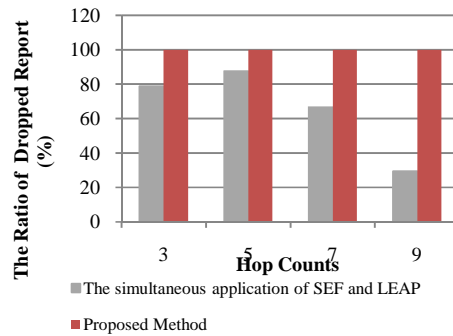 The Ratio of Dropped Report
(%)
120
100
80
60
40
20
0
3 5 7 9
Hop Counts
The simultaneous application of SEF and LEAP
Proposed Method